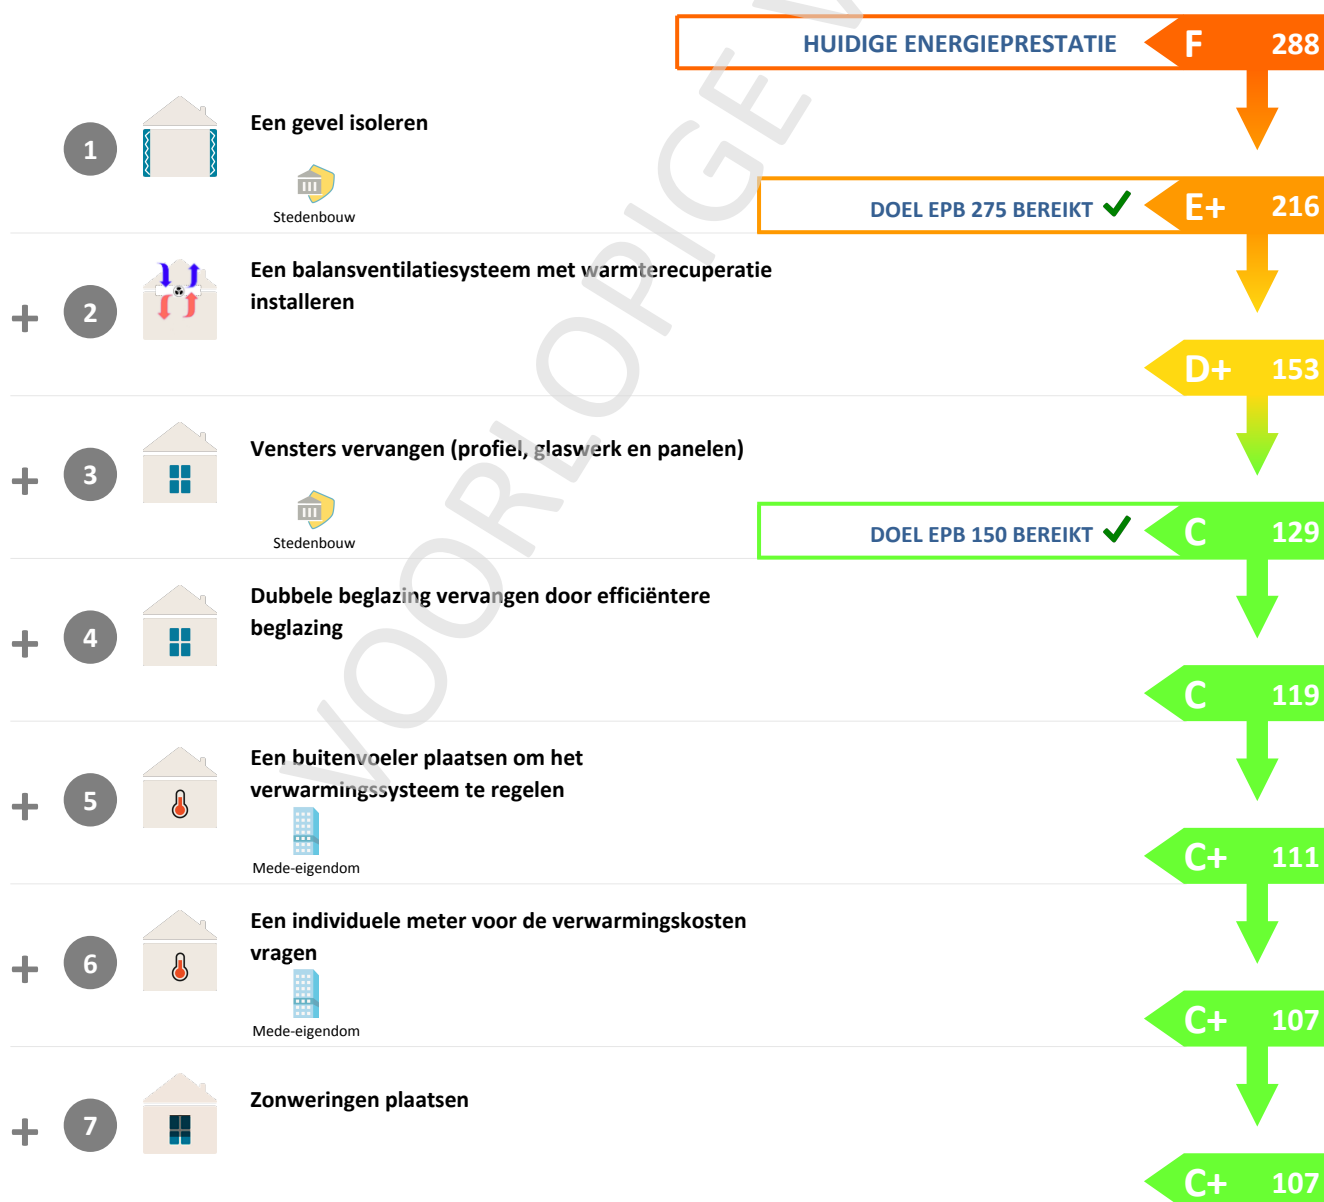 HUIDIGE ENERGIEPRESTATIE F 288
1 Een gevel isoleren
Stedenbouw
DOEL EPB 275 BEREIKT E+ 216
+ 2 Een balansventilatiesysteem met warmterecuperatie
installeren
D+ 153
+ 3 Vensters vervangen (profiel, glaswerk en panelen)
Stedenbouw
DOEL EPB 150 BEREIKT C 129
+ 4 Dubbele beglazing vervangen door efficiëntere
beglazing
C 119
+ 5 Een buitenvoeler plaatsen om het
verwarmingssysteem te regelen
Mede-eigendom
C+ 111
+ 6 Een individuele meter voor de verwarmingskosten
vragen
Mede-eigendom
C+ 107
+ 7 Zonweringen plaatsen
C+ 107
VOORLOPIGE